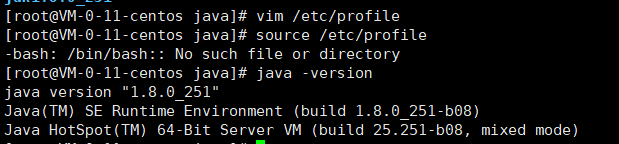 jdk1.8.0_251
[root@VM-0-11-centos java]# vim /etc/profile
[root@VM-0-11-centos java]# source /etc/profile
-bash: /bin/bash:: No such file or directory
[root@VM-0-11-centos java]# java -version
java version "1.8.0_251"
Java(TM) SE Runtime Environment (build 1.8.0_251-b08)
Java HotSpot(TM) 64-Bit Server VM (build 25.251-b08, mixed mode)